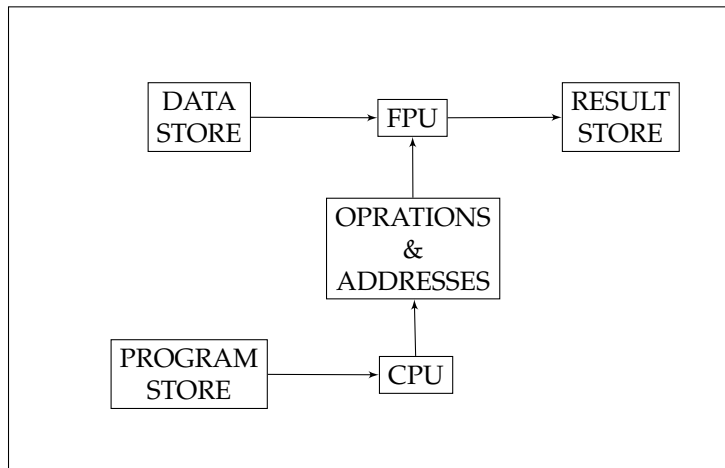 DATA
STORE
FPU
RESULT
STORE
OPRATIONS
&
ADDRESSES
PROGRAM
STORE
CPU